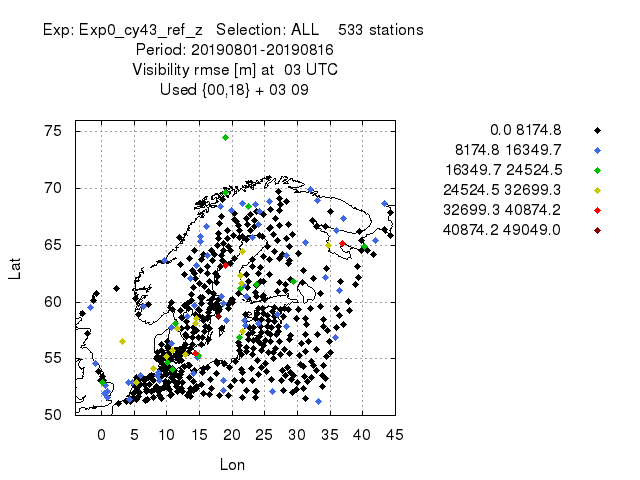 Exp: Exp0_cy43_ref_z   Selection: ALL    533 stations
Period: 20190801-20190816
Visibility rmse [m] at  03 UTC
Used {00,18} + 03 09
0.0 8174.8
8174.8 16349.7
16349.7 24524.5
24524.5 32699.3
32699.3 40874.2
40874.2 49049.0
75
70
65
60
55
50
Lat
0 5 10 15 20 25 30 35 40 45
Lon